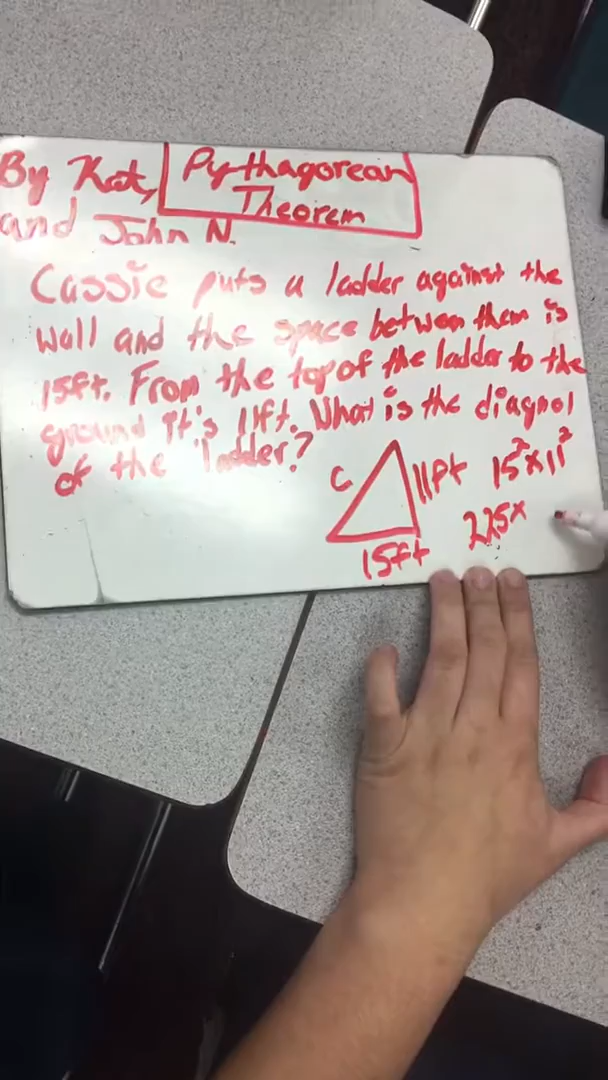 By Kat,
and John N.
Pythagorean
Theorem
Cassie puts a ladder against the
wall and the space betwen them is
15ft. From the top of the ladder to the
ground it's 11ft. What is the diagnol
of the ladder?
C
11ft
15ft
15²x11²
225x